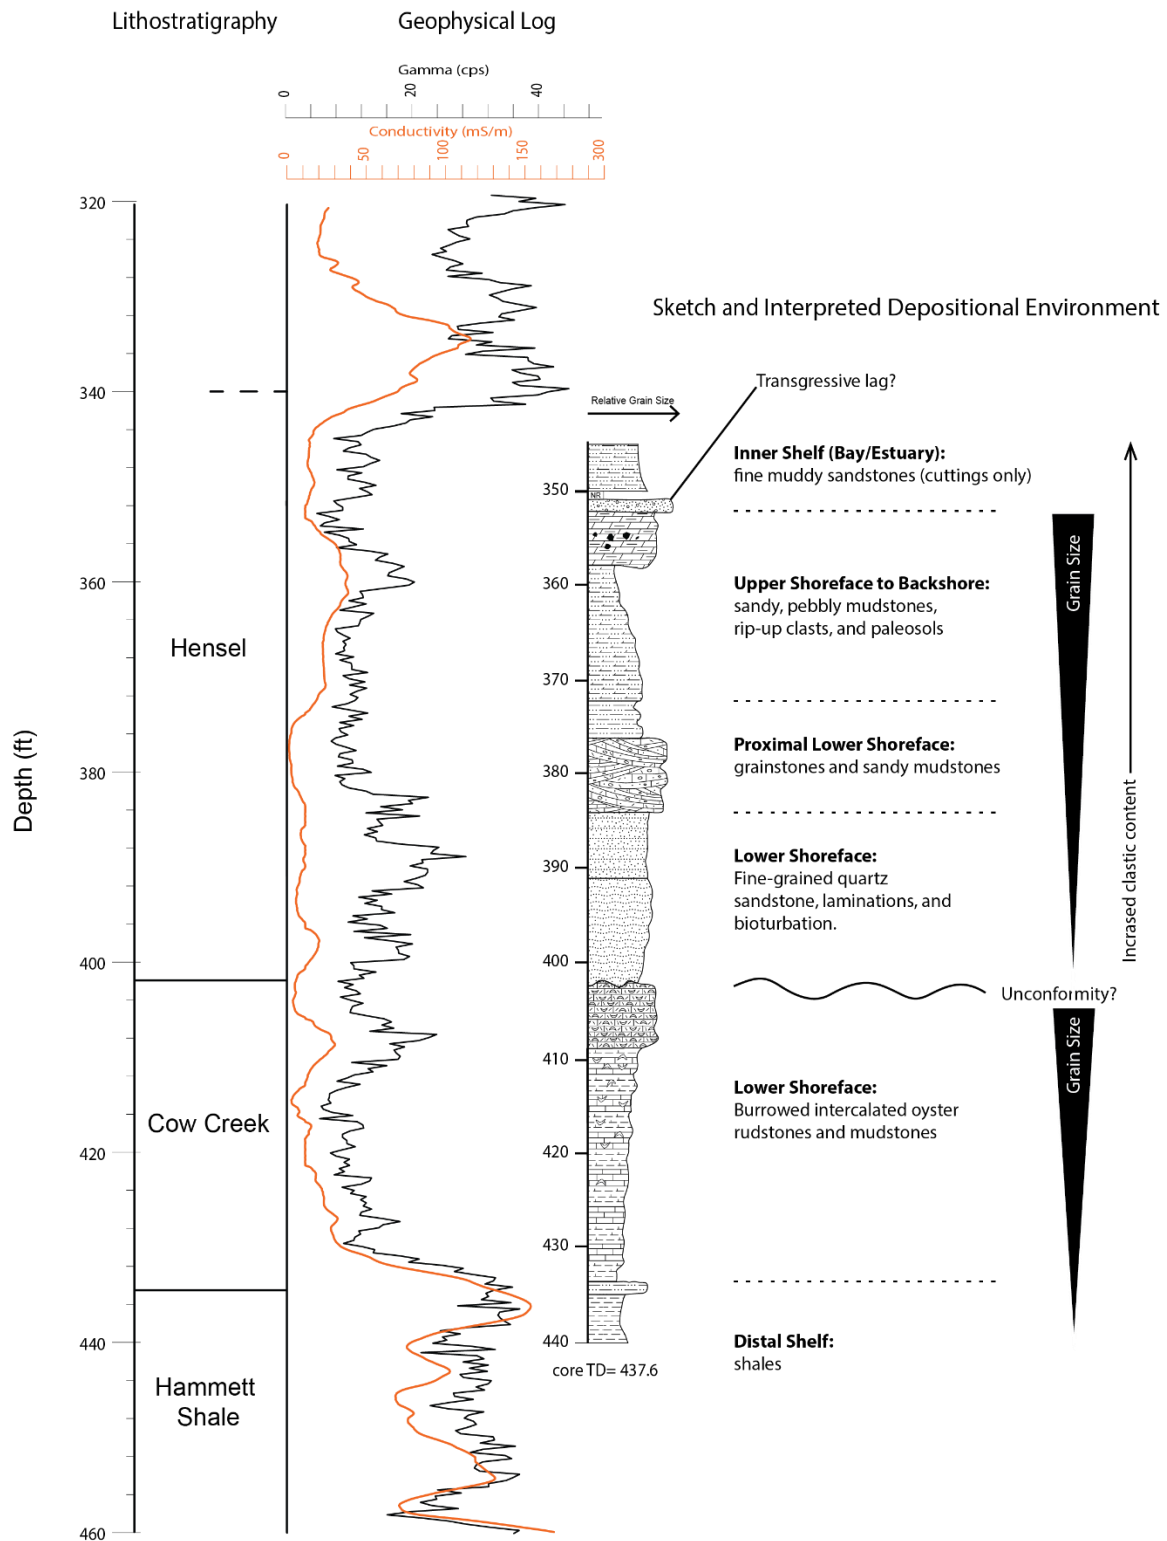 Lithostratigraphy
Geophysical Log
Gamma (cps)
0
20
40
Conductivity (mS/m)
0
50
100
150
300
Depth (ft)
320
340
360
380
400
420
440
460
Hensel
Cow Creek
Hammett
Shale
Sketch and Interpreted Depositional Environment
Transgressive lag?
Relative Grain Size
NR
350
360
370
380
390
400
410
420
430
440
core TD= 437.6
Inner Shelf (Bay/Estuary):
fine muddy sandstones (cuttings only)
Upper Shoreface to Backshore:
sandy, pebbly mudstones,
rip-up clasts, and paleosols
Proximal Lower Shoreface:
grainstones and sandy mudstones
Lower Shoreface:
Fine-grained quartz
sandstone, laminations, and
bioturbation.
Unconformity?
Lower Shoreface:
Burrowed intercalated oyster
rudstones and mudstones
Distal Shelf:
shales
Grain Size
Grain Size
Incrased clastic content